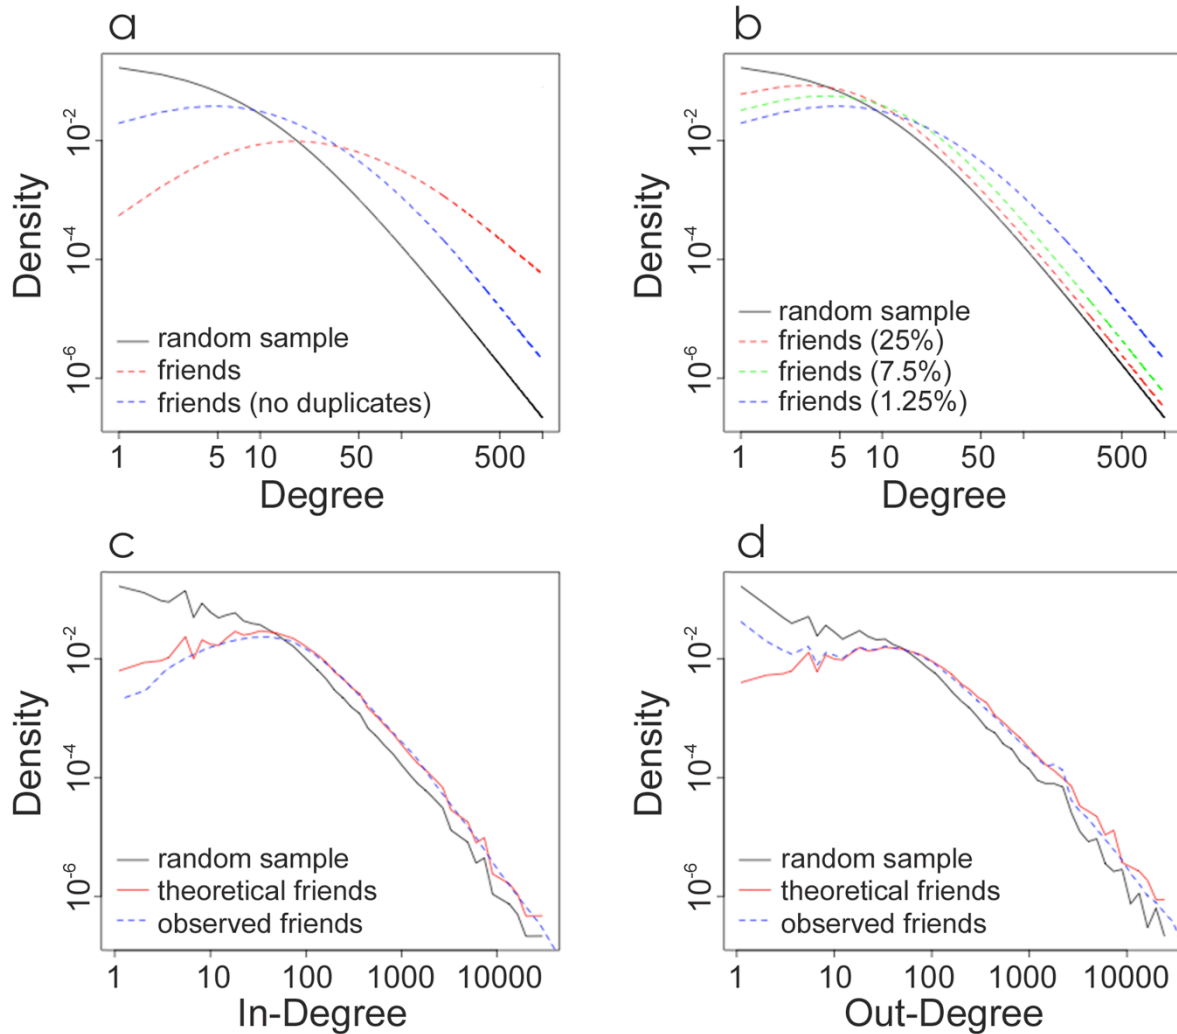 a
Density
10-2
10-4
10-6
random sample
friends
friends (no duplicates)
1 5 10 50 500
Degree
b
Density
10-2
10-4
10-6
random sample
friends (25%)
friends (7.5%)
friends (1.25%)
1 5 10 50 500
Degree
c
Density
10-2
10-4
10-6
random sample
theoretical friends
observed friends
1 10 100 1000 10000
In-Degree
d
Density
10-2
10-4
10-6
random sample
theoretical friends
observed friends
1 10 100 1000 10000
Out-Degree